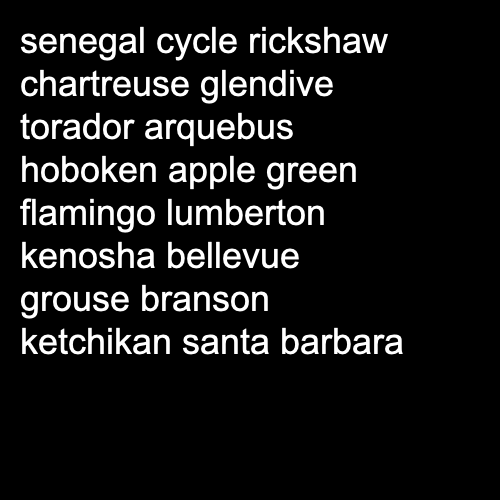 senegal cycle rickshaw
chartreuse glendive
torador arquebus
hoboken apple green
flamingo lumberton
kenosha bellevue
grouse branson
ketchikan santa barbara